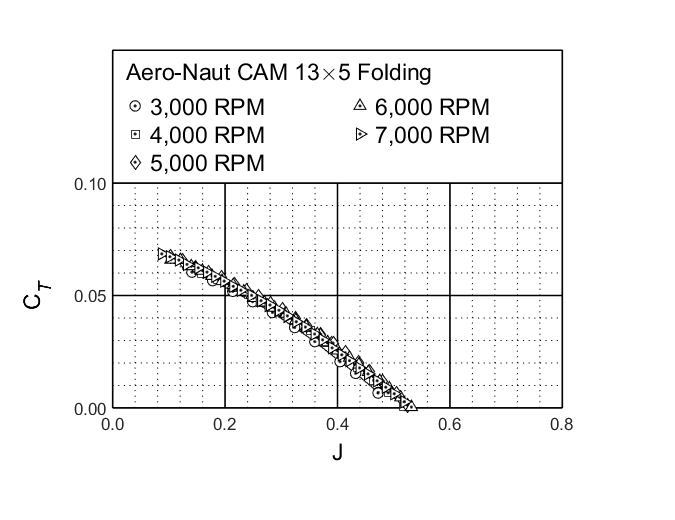 Aero-Naut CAM 13×5 Folding
3,000 RPM
4,000 RPM
5,000 RPM
6,000 RPM
7,000 RPM
0.10
0.05
0.00
C_T
0.0 0.2 0.4 0.6 0.8
J